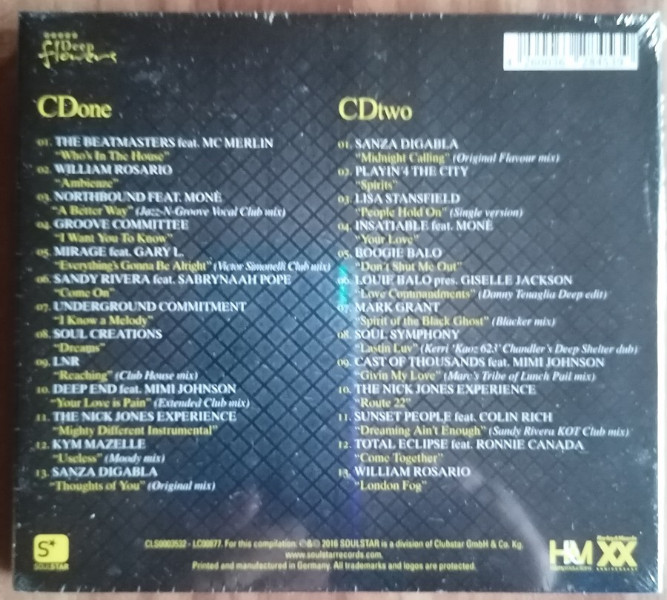 Deep
flowers
CDone
01. THE BEATMASTERS feat. MC MERLIN
"Who's In The House"
02. WILLIAM ROSARIO
"Ambienze"
03. NORTHBOUND FEAT. MONÉ
"A Better Way" (Jazz-N-Groove Vocal Club mix)
04. GROOVE COMMITTEE
"I Want You To Know"
05. MIRAGE feat. GARY L.
"Everything's Gonna Be Alright" (Victor Simonelli Club mix)
06. SANDY RIVERA feat. SABRYNAAH POPE
"Come On"
07. UNDERGROUND COMMITMENT
"I Know a Melody"
08. SOUL CREATIONS
"Dreams"
09. LNR
"Reaching" (Club House mix)
10. DEEP END feat. MIMI JOHNSON
"Your Love is Pain" (Extended Club mix)
11. THE NICK JONES EXPERIENCE
"Mighty Different Instrumental"
12. KYM MAZELLE
"Useless" (Moody mix)
13. SANZA DIGABLA
"Thoughts of You" (Original mix)
CDtwo
01. SANZA DIGABLA
"Midnight Calling" (Original Flavour mix)
02. PLAYIN'4 THE CITY
"Spirits"
03. LISA STANSFIELD
"People Hold On" (Single version)
04. INSATIABLE feat. MONÉ
"Your Love"
05. BOOGIE BALO
"Don't Shut Me Out"
06. LOUIE BALO pres. GISELLE JACKSON
"Love Commandments" (Danny Tenaglia Deep edit)
07. MARK GRANT
"Spirit of the Black Ghost" (Blacker mix)
08. SOUL SYMPHONY
"Lastin Luv" (Kerri 'Kaoz 623' Chandler's Deep Shelter dub)
09. CAST OF THOUSANDS feat. MIMI JOHNSON
"Givin My Love" (Marc's Tribe of Lunch Pail mix)
10. THE NICK JONES EXPERIENCE
"Route 22"
11. SUNSET PEOPLE feat. COLIN RICH
"Dreaming Ain't Enough" (Sandy Rivera KOT Club mix)
12. TOTAL ECLIPSE feat. RONNIE CANADA
"Come Together"
13. WILLIAM ROSARIO
"London Fog"
S*
SOULSTAR
CLS0003532 - LC00677. For this compilation: ℗&© 2016 SOULSTAR is a division of Clubstar GmbH & Co. Kg.
www.soulstarrecords.com.
Printed and manufactured in Germany. All trademarks and logos are protected.
HM
XX